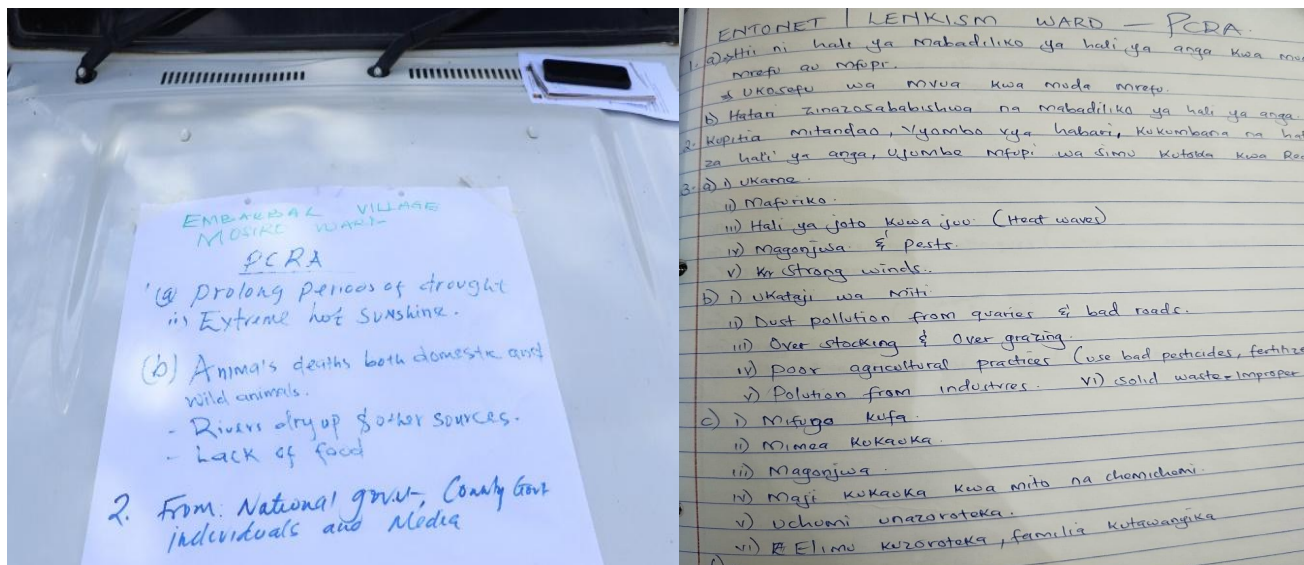 EMBARBAL VILLAGE
MOSIRO WARD
PCRA
1(a) Prolong periods of drought
ii) Extreme hot sunshine.
(b) Animals deaths both domestic and
wild animals.
- Rivers dry up & other sources.
- Lack of food
2. From: National govt, County Govt
individuals and Media
ENTONET / LENKISM WARD — PCRA.
1. a) Hii ni hale ya mabadiliko ya hali ya anga kwa
mrefu au mfupi.
Ukosefu wa mvua kwa muda mrefu.
b) Hatari zinazosababishwa na mabadiliko ya hali ya anga.
2. Kupitia mitandao, Vyombo vya habari, Kukumbana na
za hali ya anga, Ujumbe mfupi wa simu kutoka kwa
3. a) i) Ukame.
ii) Mafuriko.
iii) Hali ya joto kuwa juu. (Heat waves)
iv) Magonjwa & Pests.
v) Strong winds.
b) i) Ukataji wa miti
ii) Dust pollution from quaries & bad roads.
iii) Over stocking & Over grazing.
iv) Poor agricultural practices (use bad pesticides,
v) Polution from industries. vi) solid waste - Improper
c) i) Mifugo kufa.
ii) Mimea kukauka.
iii) Magonjwa.
iv) Maji kukauka kwa mito na chemichemi.
v) Uchumi unazoroteka.
vi) Elimu kuzoroteka, familia kutawanyika